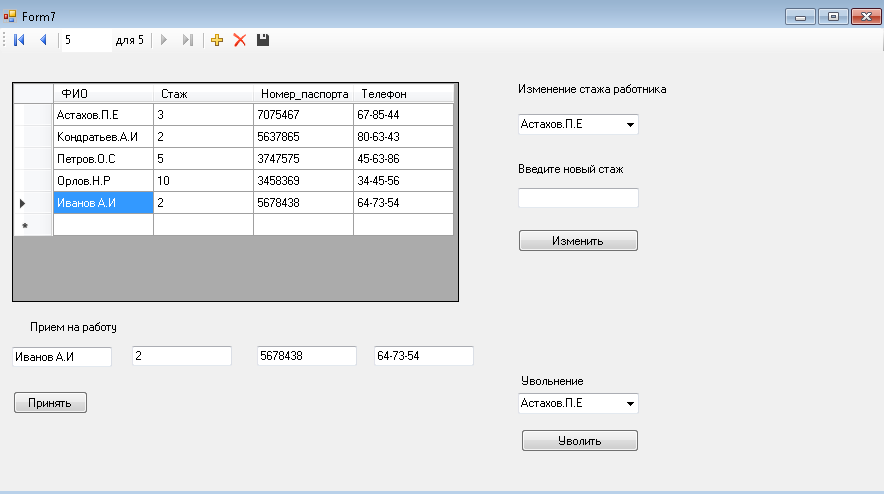 Form7
5 для 5
ФИО Стаж Номер_паспорта Телефон
Астахов.П.Е 3 7075467 67-85-44
Кондратьев.А.И 2 5637865 80-63-43
Петров.О.С 5 3747575 45-63-86
Орлов.Н.Р 10 3458369 34-45-56
Иванов А.И 2 5678438 64-73-54
Прием на работу
Иванов А.И 2 5678438 64-73-54
Принять
Изменение стажа работника
Астахов.П.Е
Введите новый стаж
Изменить
Увольнение
Астахов.П.Е
Уволить